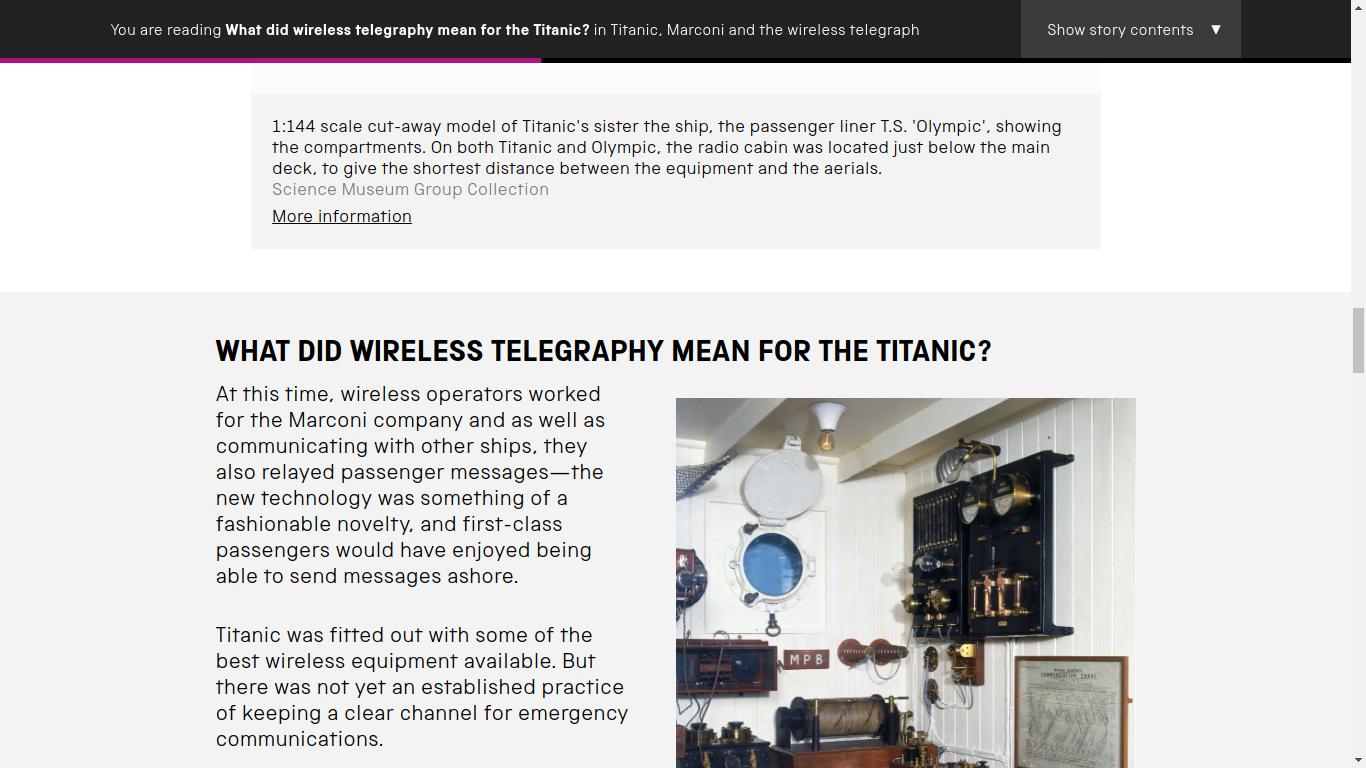 You are reading What did wireless telegraphy mean for the Titanic? in Titanic, Marconi and the wireless telegraph
Show story contents ▼
1:144 scale cut-away model of Titanic's sister the ship, the passenger liner T.S. 'Olympic', showing
the compartments. On both Titanic and Olympic, the radio cabin was located just below the main
deck, to give the shortest distance between the equipment and the aerials.
Science Museum Group Collection
More information
WHAT DID WIRELESS TELEGRAPHY MEAN FOR THE TITANIC?
At this time, wireless operators worked
for the Marconi company and as well as
communicating with other ships, they
also relayed passenger messages—the
new technology was something of a
fashionable novelty, and first-class
passengers would have enjoyed being
able to send messages ashore.
Titanic was fitted out with some of the
best wireless equipment available. But
there was not yet an established practice
of keeping a clear channel for emergency
communications.
MPB
COMMUNICATION CHART